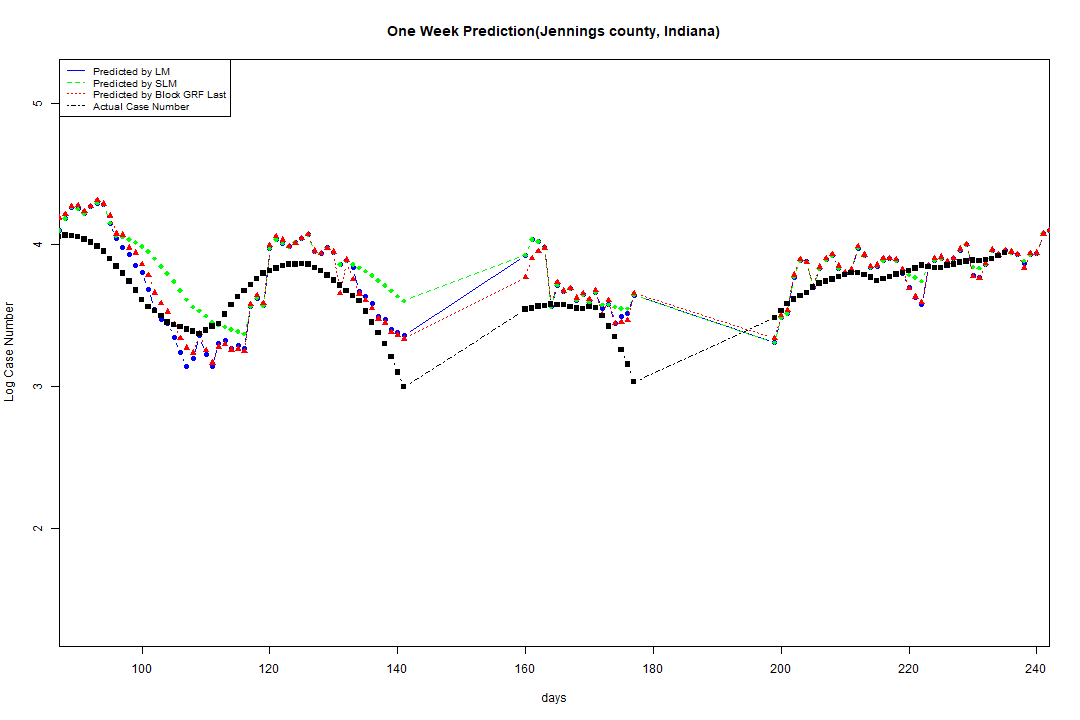 One Week Prediction(Jennings county, Indiana)
Predicted by LM
Predicted by SLM
Predicted by Block GRF Last
Actual Case Number
5
4
3
2
Log Case Number
100 120 140 160 180 200 220 240
days